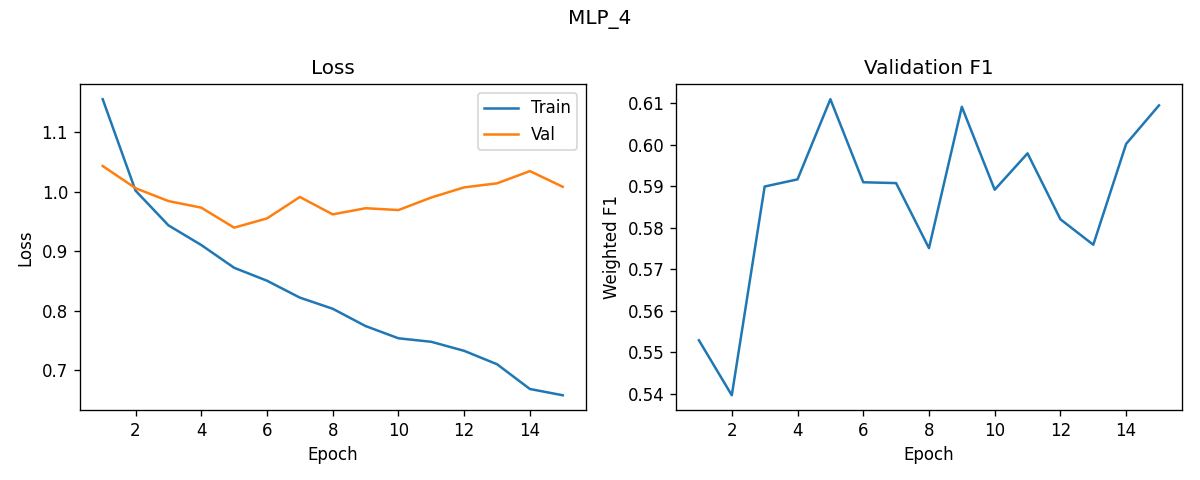 MLP_4
Loss
Train
Val
1.1
1.0
0.9
0.8
0.7
Loss
2 4 6 8 10 12 14
Epoch
Validation F1
0.61
0.60
0.59
0.58
0.57
0.56
0.55
0.54
Weighted F1
2 4 6 8 10 12 14
Epoch